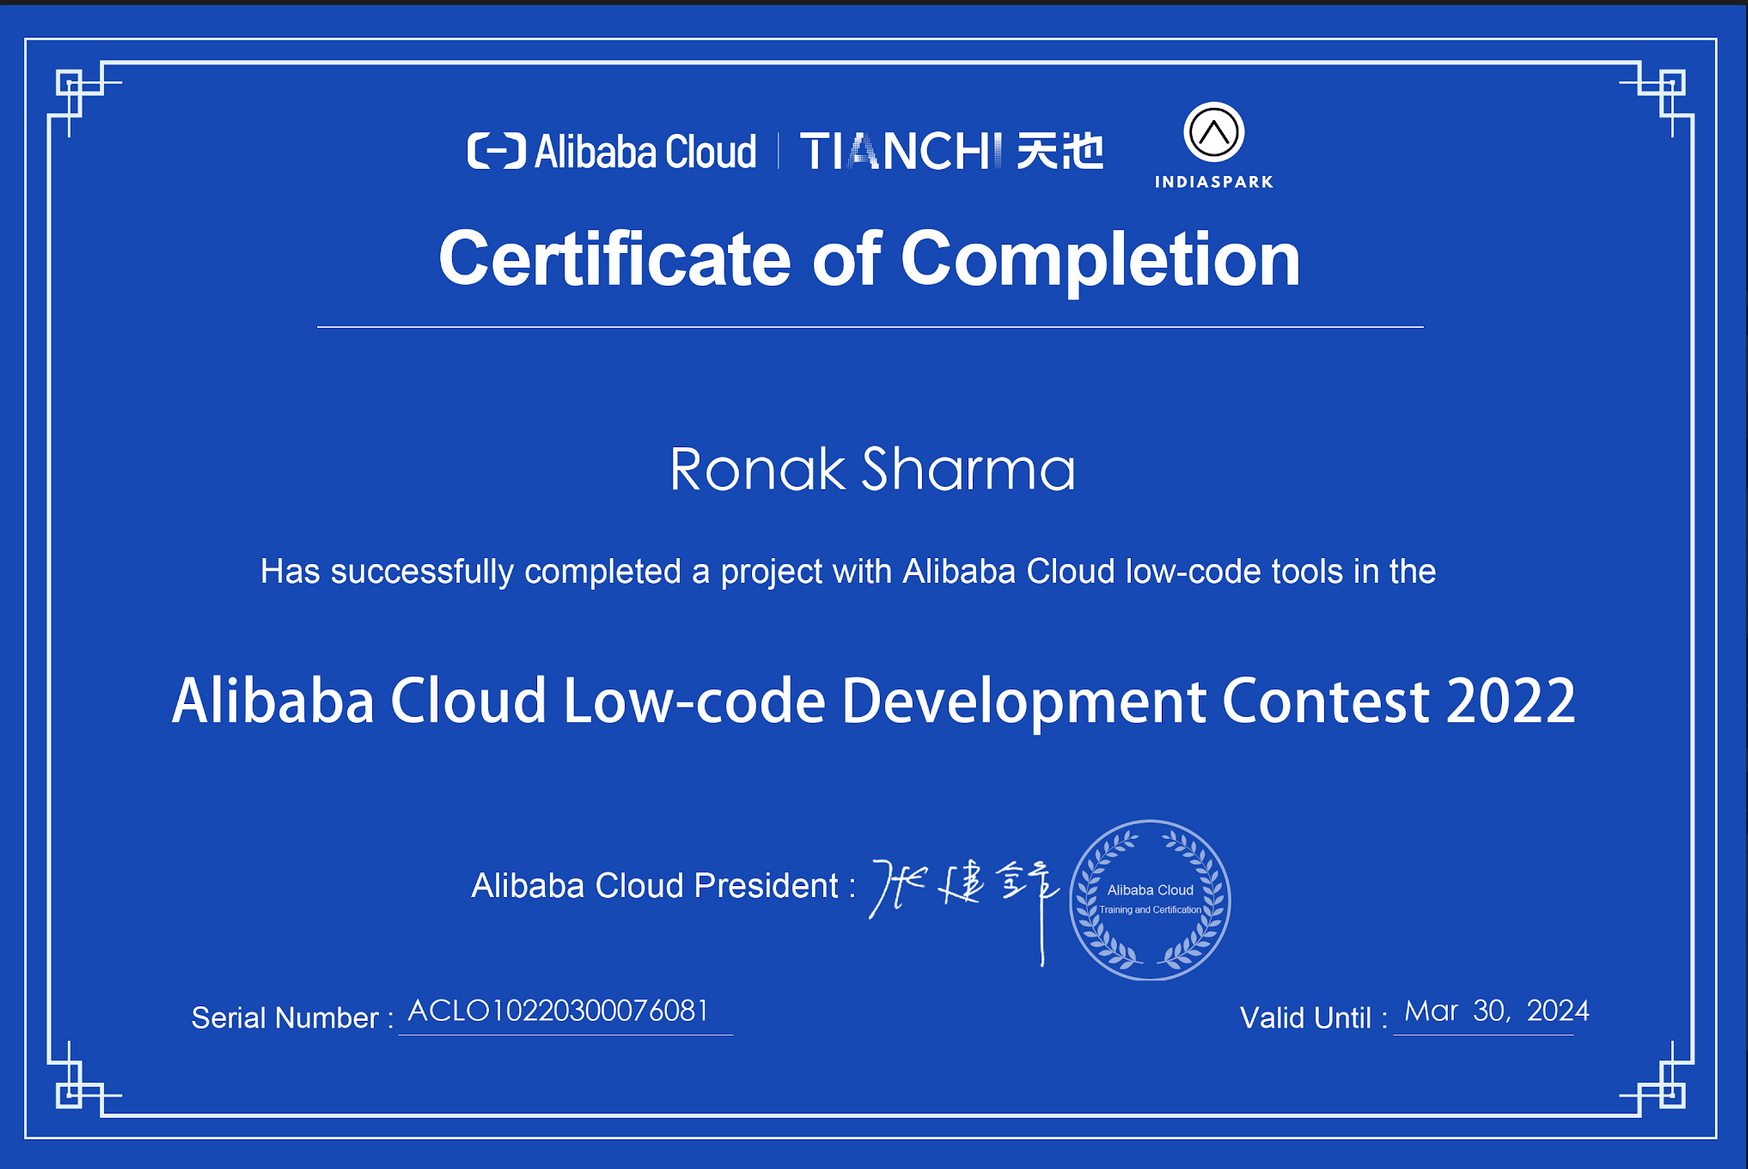 Alibaba Cloud | TIANCHI 天池
INDIASPARK
Certificate of Completion
Ronak Sharma
Has successfully completed a project with Alibaba Cloud low-code tools in the
Alibaba Cloud Low-code Development Contest 2022
Alibaba Cloud President : 张建锋
Alibaba Cloud
Training and Certification
Serial Number : ACLO10220300076081
Valid Until : Mar 30, 2024